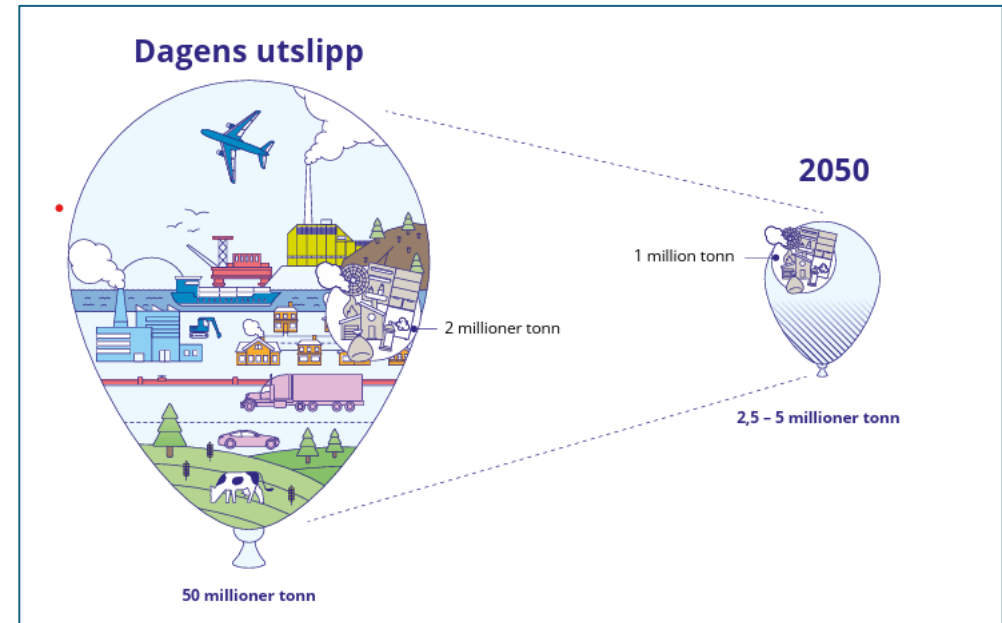 Dagens utslipp
2050
1 million tonn
2 millioner tonn
2,5 – 5 millioner tonn
50 millioner tonn